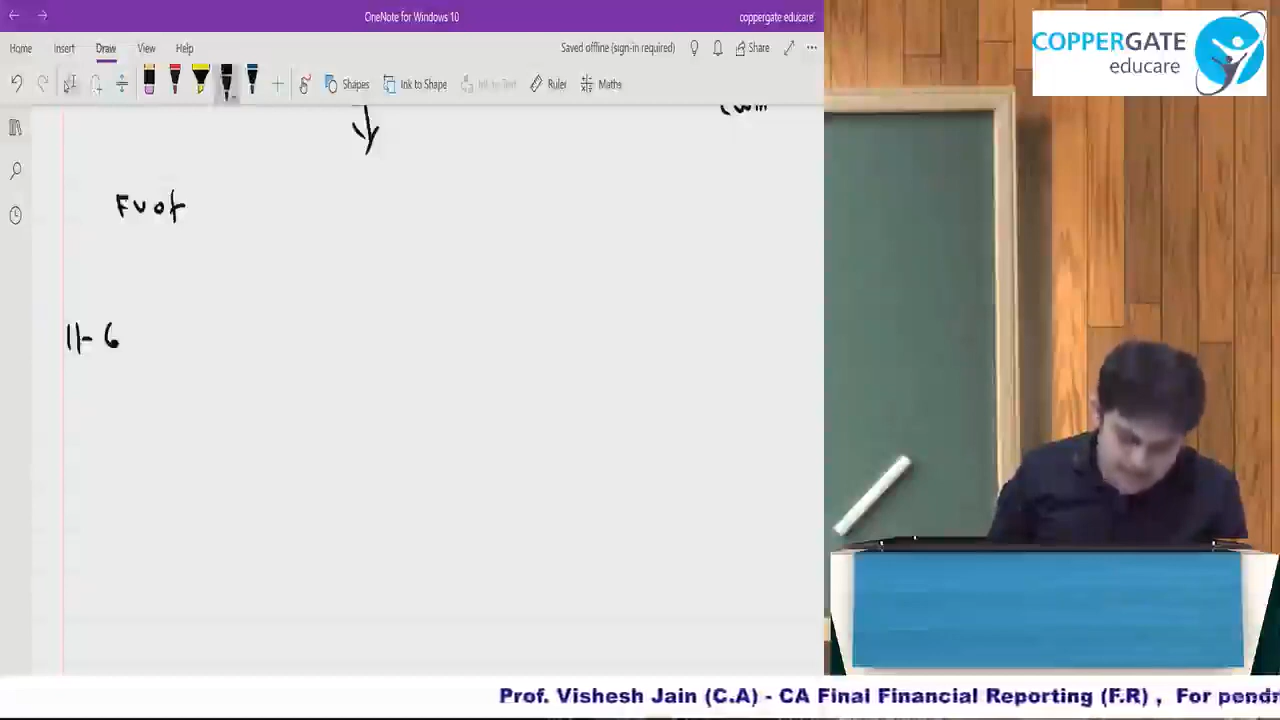 OneNote for Windows 10
coppergate educare
Home Insert Draw View Help
Saved offline (sign-in required)
Share
Shapes
Ink to Shape
Ink to Text
Ruler
Maths
COPPERGATE
educare
FV of
11-6
Prof. Vishesh Jain (C.A) - CA Final Financial Reporting (F.R) , For pendr